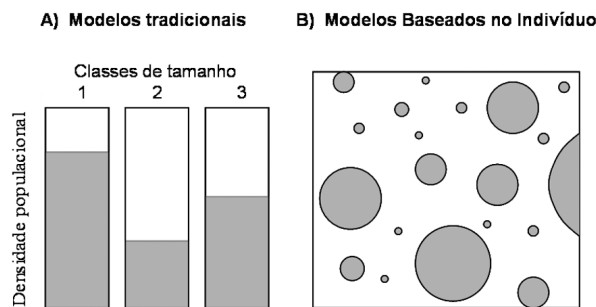 A) Modelos tradicionais
B) Modelos Baseados no Indivíduo
Classes de tamanho
1 2 3
Densidade populacional